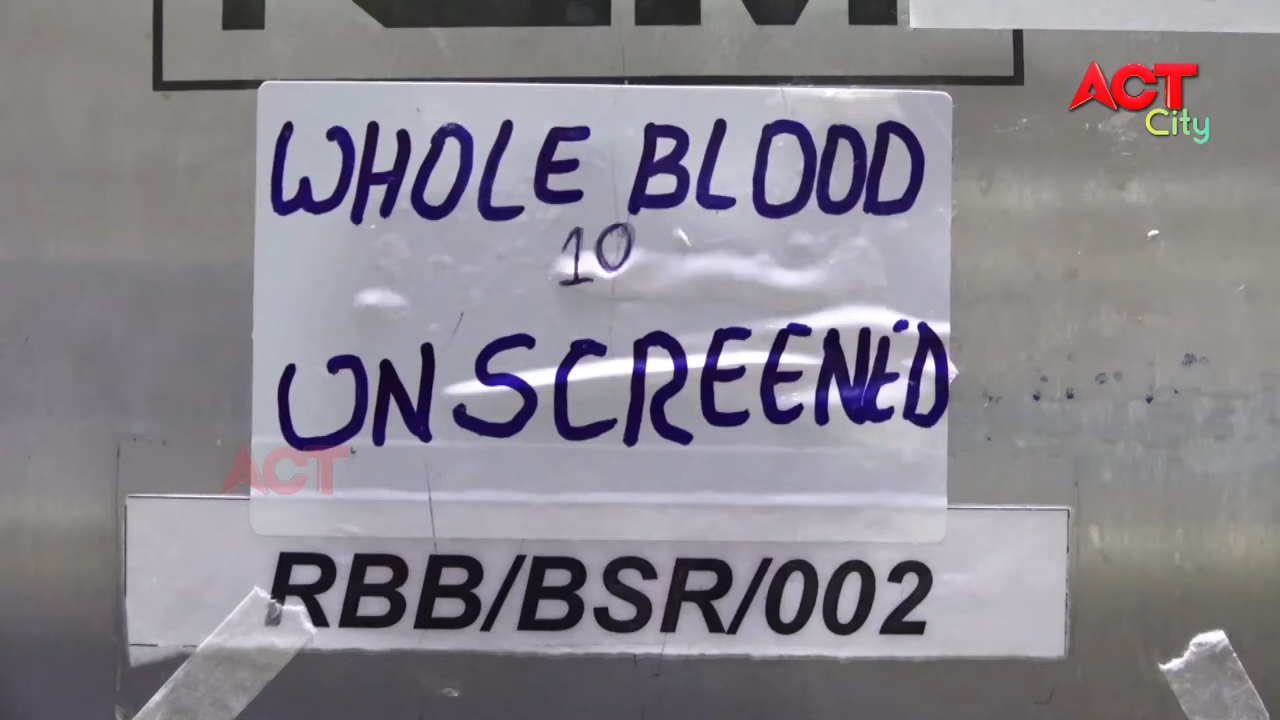 ACT
City
WHOLE BLOOD
10
UNSCREENED
ACT
RBB/BSR/002